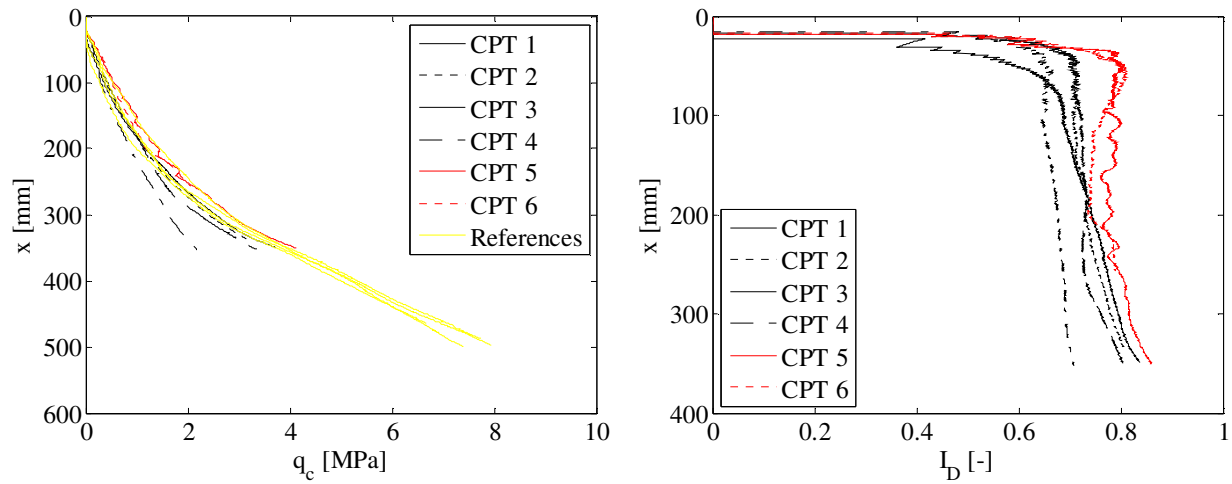 0
100
200
300
400
500
600
x [mm]
0
2
4
6
8
10
q_c [MPa]
CPT 1
CPT 2
CPT 3
CPT 4
CPT 5
CPT 6
References
0
100
200
300
400
x [mm]
0
0.2
0.4
0.6
0.8
1
I_D [-]
CPT 1
CPT 2
CPT 3
CPT 4
CPT 5
CPT 6